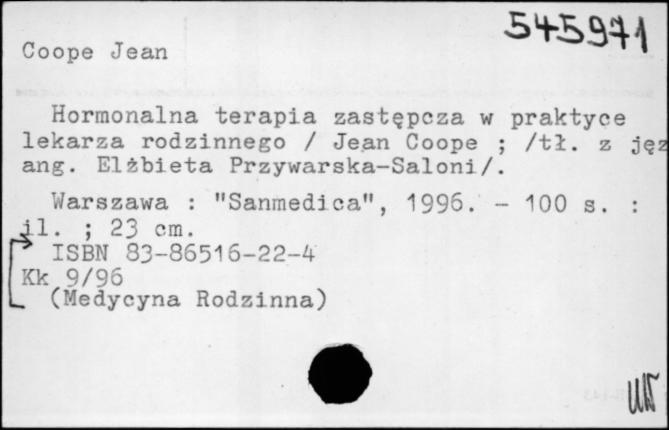 545971
Coope Jean
Hormonalna terapia zastępcza w praktyce
lekarza rodzinnego / Jean Coope ; /tł. z jęz
ang. Elżbieta Przywarska-Saloni/.
Warszawa : "Sanmedica", 1996. - 100 s. :
il. ; 23 cm.
ISBN 83-86516-22-4
Kk 9/96
(Medycyna Rodzinna)